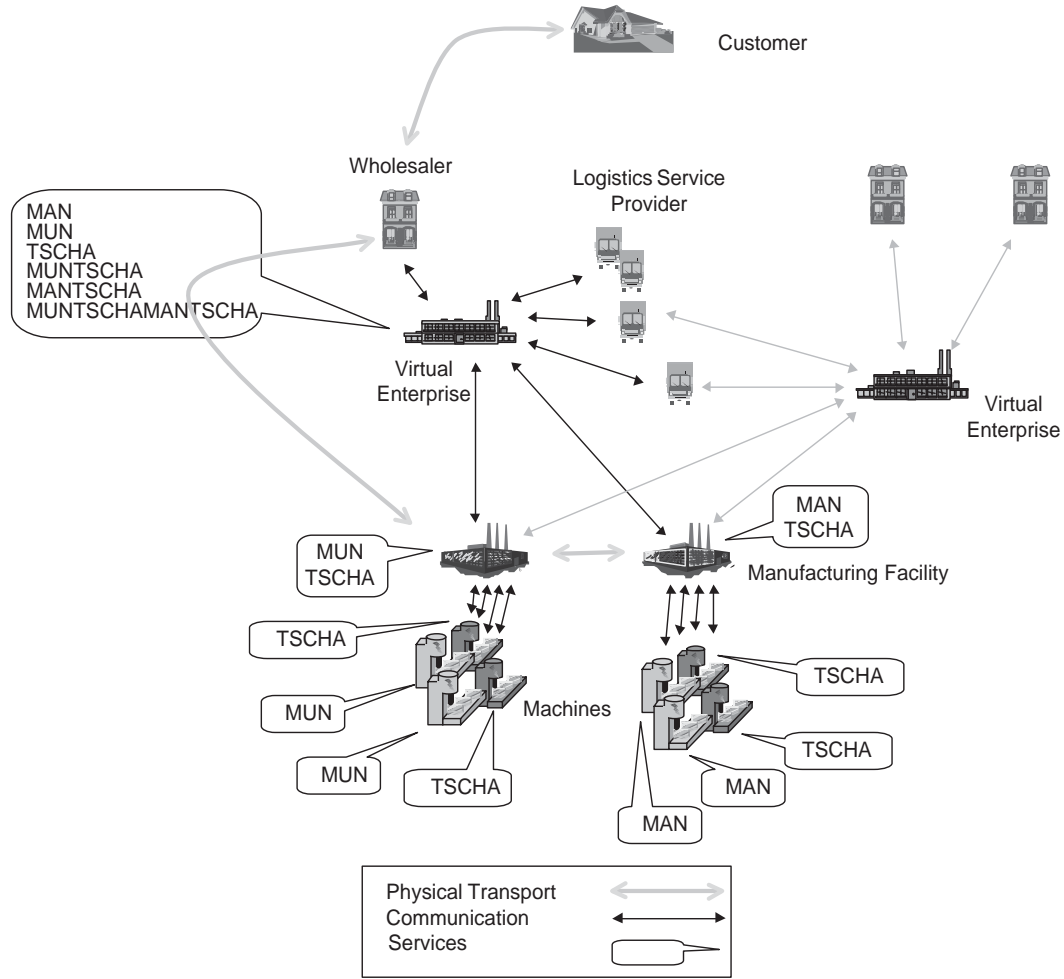 Customer
Wholesaler
Logistics Service
Provider
MAN
MUN
TSCHA
MUNTSCHA
MANTSCHA
MUNTSCHAMANTSCHA
Virtual
Enterprise
Virtual
Enterprise
MUN
TSCHA
MAN
TSCHA
Manufacturing Facility
TSCHA
MUN
MUN
TSCHA
Machines
TSCHA
TSCHA
MAN
MAN
Physical Transport
Communication
Services